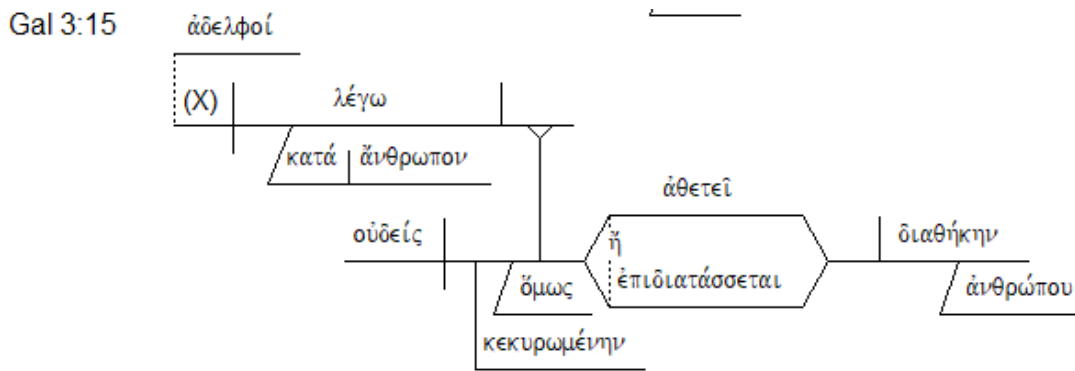 Gal 3:15
ἀδελφοί
(X) λέγω
κατά ἄνθρωπον
ἀθετεῖ
οὐδείς ἤ διαθήκην
ὅμως ἐπιδιατάσσεται ἀνθρώπου
κεκυρωμένην